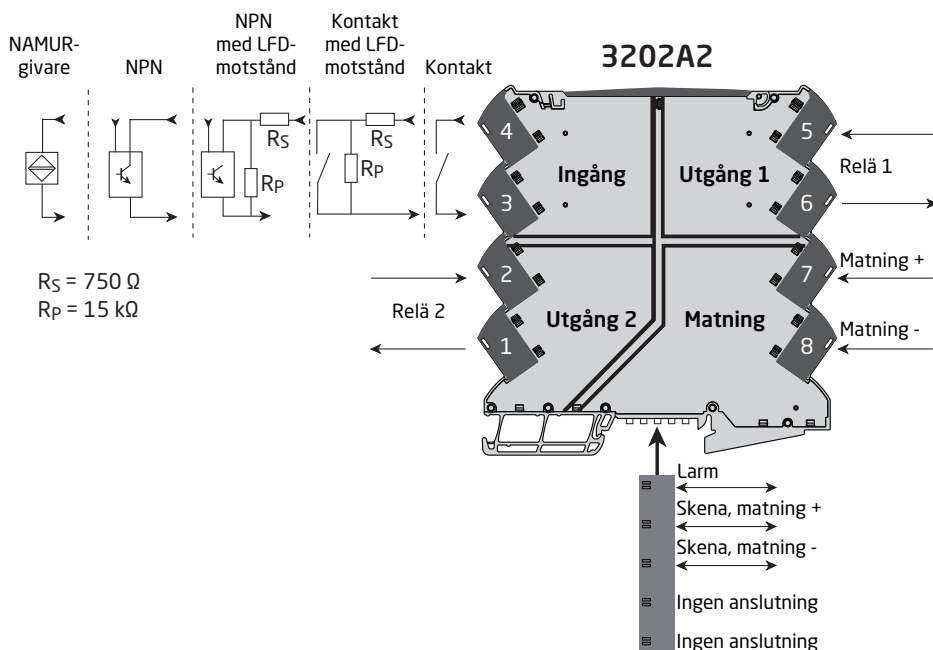 NAMUR-
givare
NPN
NPN
med LFD-
motstånd
Kontakt
med LFD-
motstånd
Kontakt
3202A2
RS
RP
RS
RP
4
3
2
1
5
6
7
8
Ingång
Utgång 1
Utgång 2
Matning
Relä 1
Matning +
Matning -
Relä 2
RS = 750 Ω
RP = 15 kΩ
Larm
Skena, matning +
Skena, matning -
Ingen anslutning
Ingen anslutning